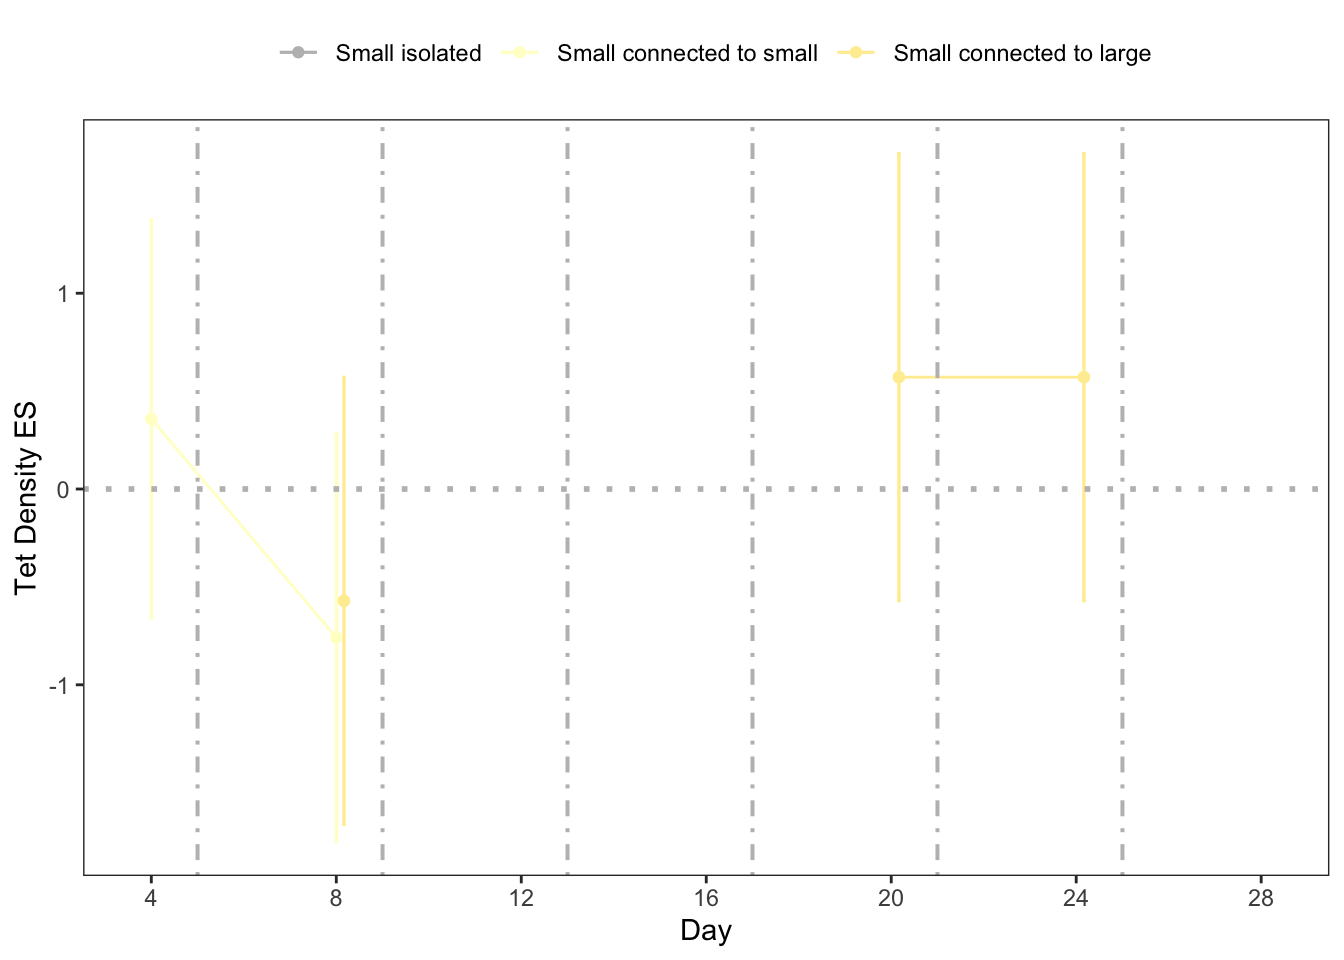 Small isolated Small connected to small Small connected to large
Tet Density ES
1
0
-1
4 8 12 16 20 24 28
Day